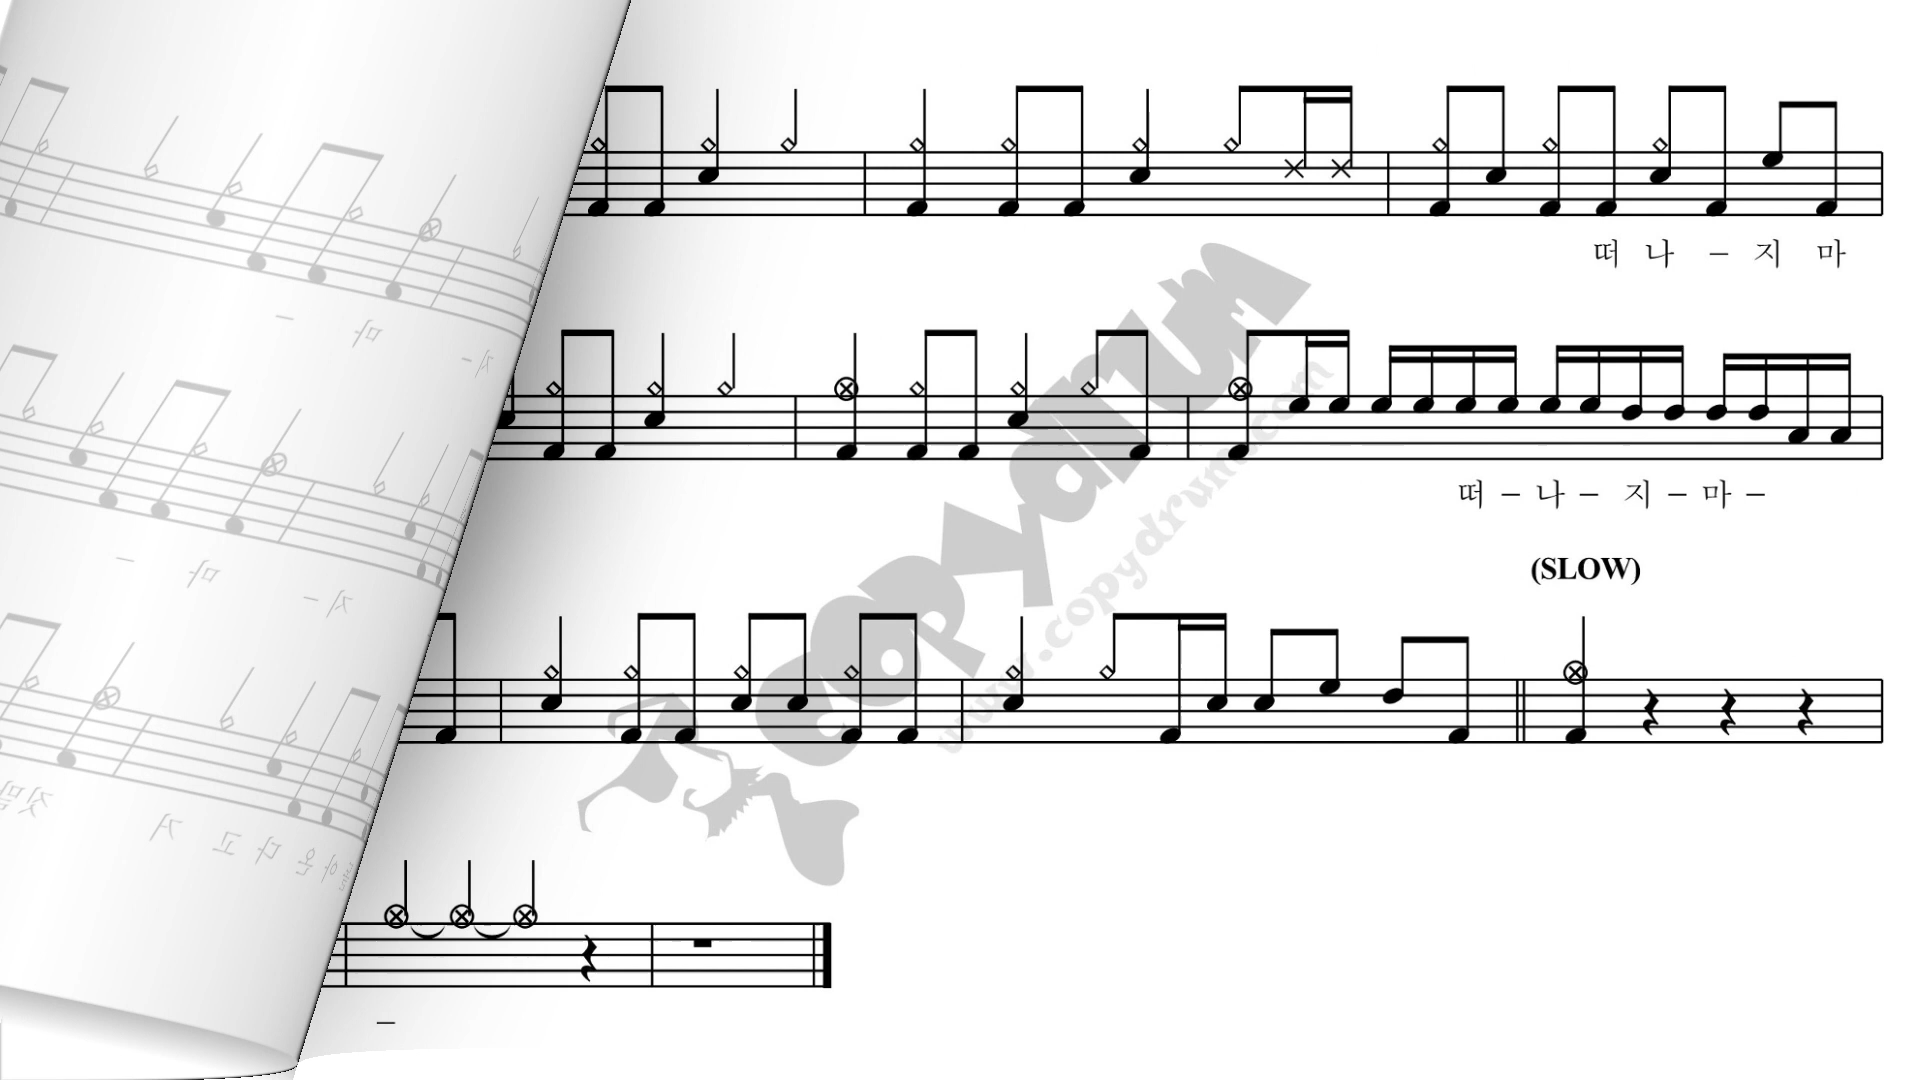 떠 나 – 지 마
떠 – 나 – 지 – 마 –
(SLOW)
–
copydrum
www.copydrum.com